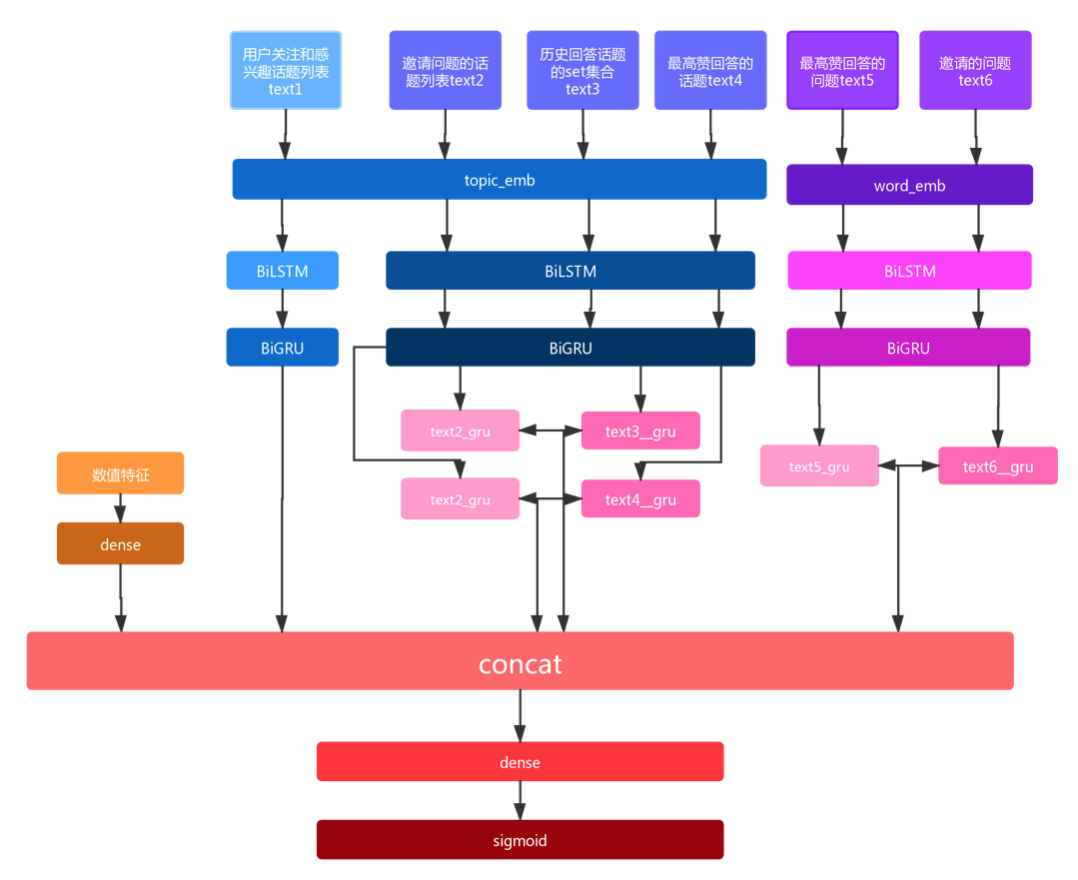 用户关注和感
兴趣话题列表
text1
邀请问题的话
题列表text2
历史回答话题
的set集合
text3
最高赞回答的
话题text4
最高赞回答的
问题text5
邀请的问题
text6
topic_emb
word_emb
BiLSTM
BiLSTM
BiLSTM
BiGRU
BiGRU
BiGRU
text2_gru
text3__gru
text5_gru
text6__gru
数值特征
text2_gru
text4__gru
dense
concat
dense
sigmoid